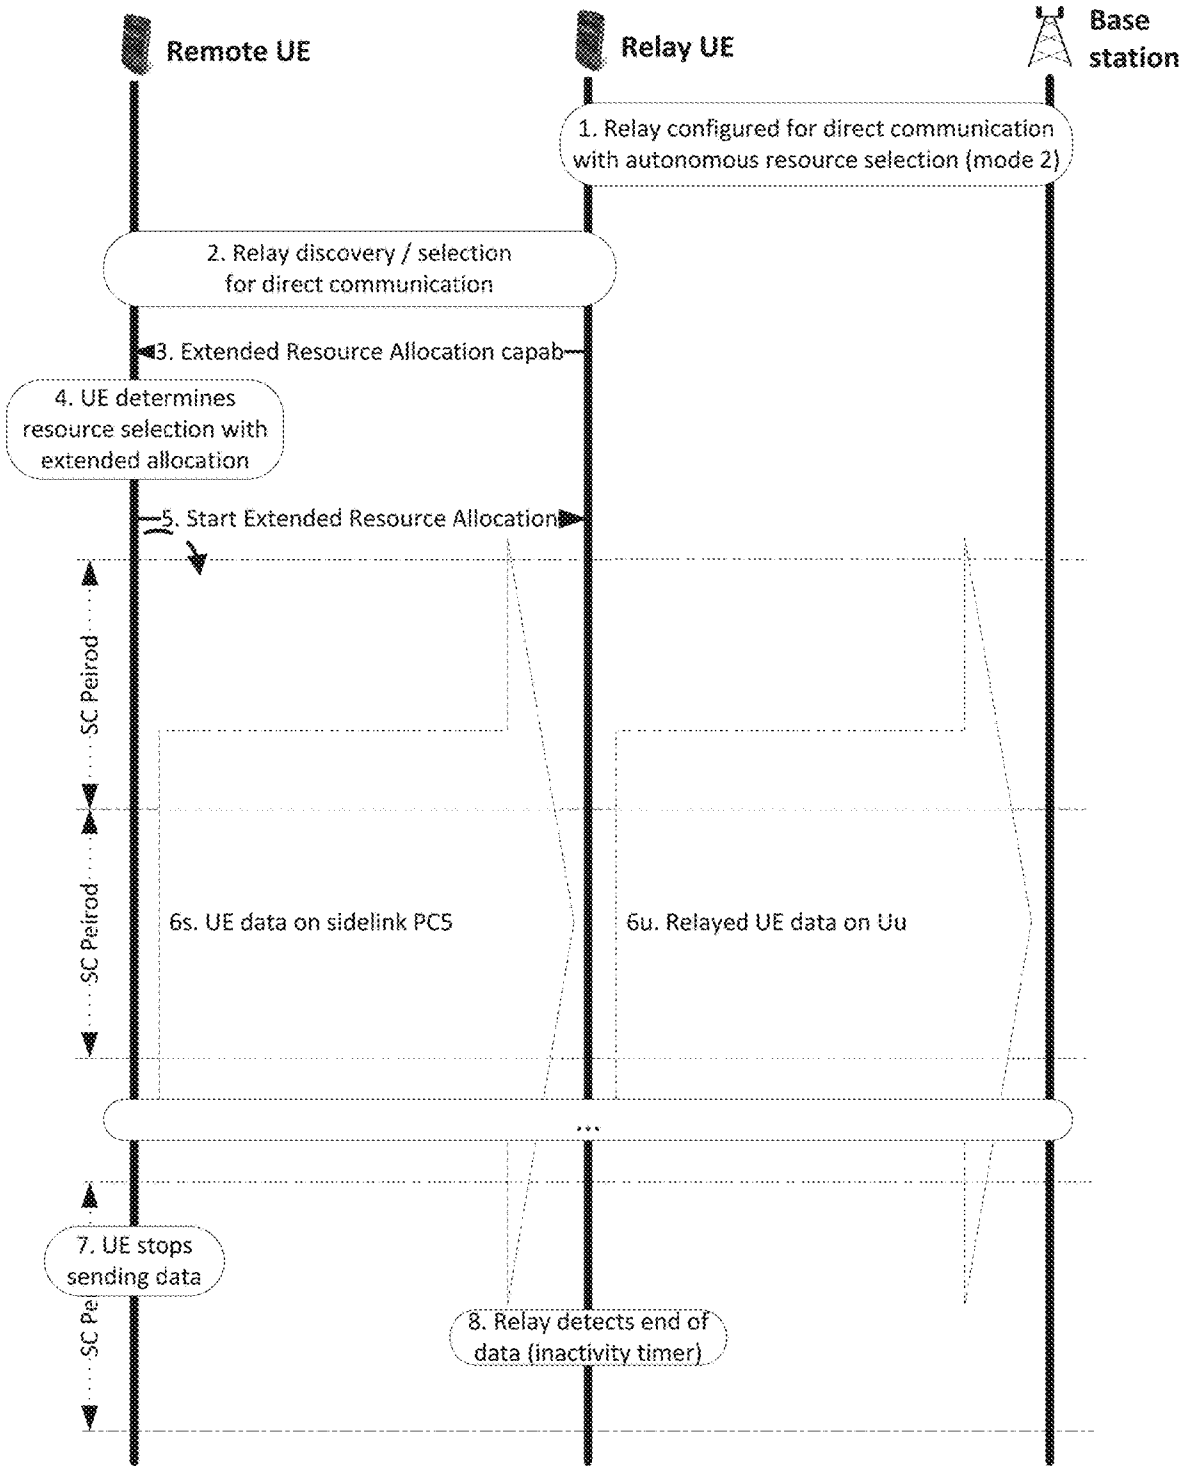 Remote UE
Relay UE
Base
station
1. Relay configured for direct communication
with autonomous resource selection (mode 2)
2. Relay discovery / selection
for direct communication
3. Extended Resource Allocation capab
4. UE determines
resource selection with
extended allocation
5. Start Extended Resource Allocation
SC Peirod
SC Peirod
6s. UE data on sidelink PC5
6u. Relayed UE data on Uu
...
7. UE stops
sending data
SC Pe
8. Relay detects end of
data (inactivity timer)